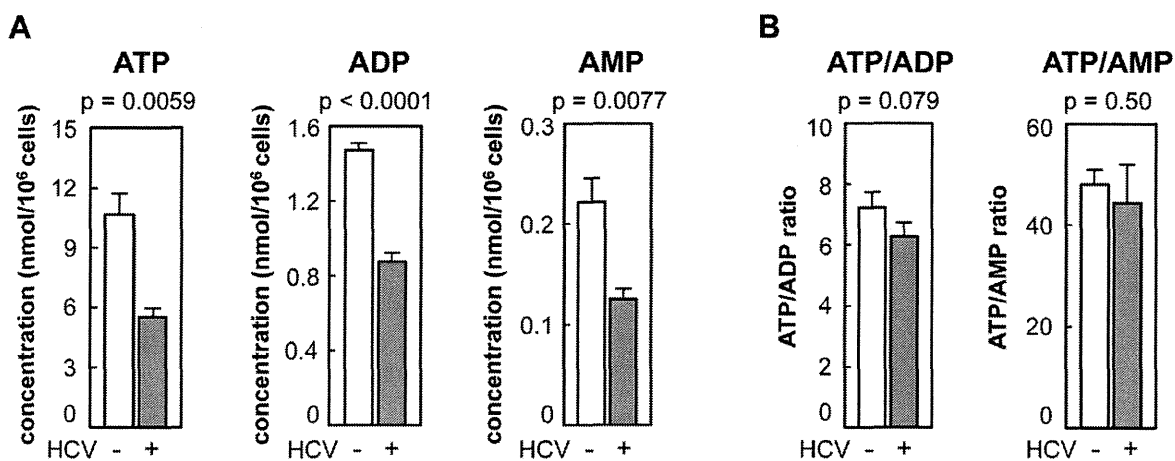 A
ATP
p = 0.0059
concentration (nmol/10⁶ cells)
15
12
9
6
3
0
HCV - +
ADP
p < 0.0001
concentration (nmol/10⁶ cells)
1.6
1.2
0.8
0.4
0
HCV - +
AMP
p = 0.0077
concentration (nmol/10⁶ cells)
0.3
0.2
0.1
0
HCV - +
B
ATP/ADP
p = 0.079
ATP/ADP ratio
10
8
6
4
2
0
HCV - +
ATP/AMP
p = 0.50
ATP/AMP ratio
60
40
20
0
HCV - +